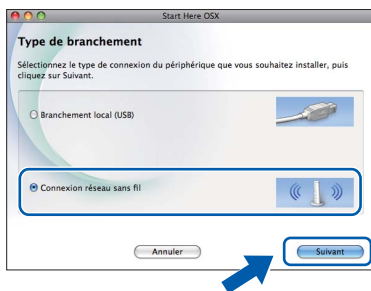 Start Here OSX
Type de branchement
Sélectionnez le type de connexion du périphérique que vous souhaitez installer, puis
cliquez sur Suivant.
Branchement local (USB)
Connexion réseau sans fil
Annuler
Suivant